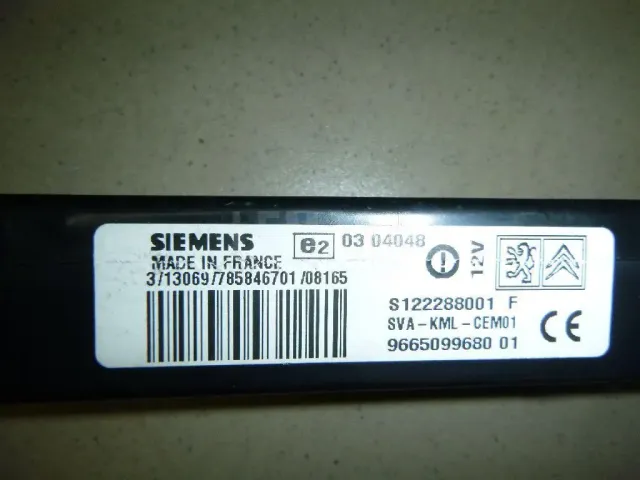 SIEMENS
e2 03 04048
MADE IN FRANCE
12V
3/13069/785846701/08165
S122288001 F
SVA-KML-CEM01
9665099680 01
CE